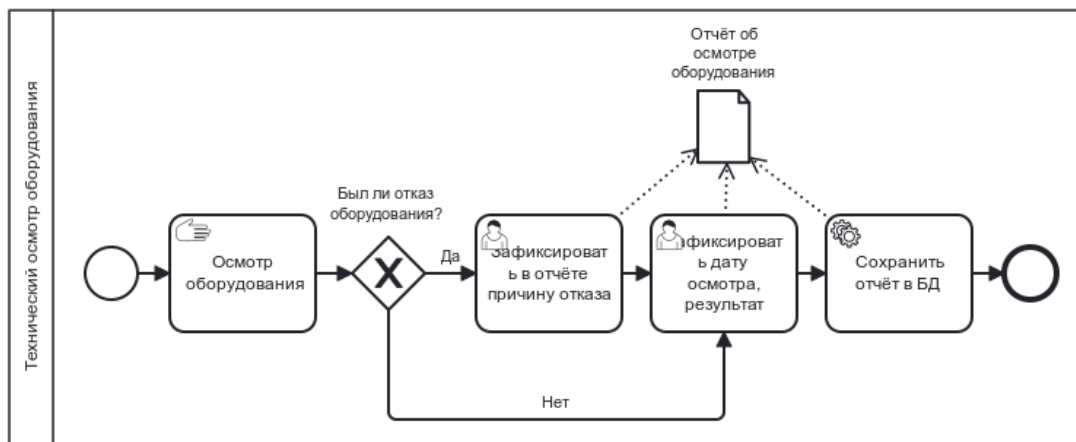 Технический осмотр оборудования
Отчёт об
осмотре
оборудования
Был ли отказ
оборудования?
Осмотр
оборудования
Да
Зафиксироват
ь в отчёте
причину отказа
афиксироват
ь дату
осмотра,
результат
Сохранить
отчёт в БД
Нет